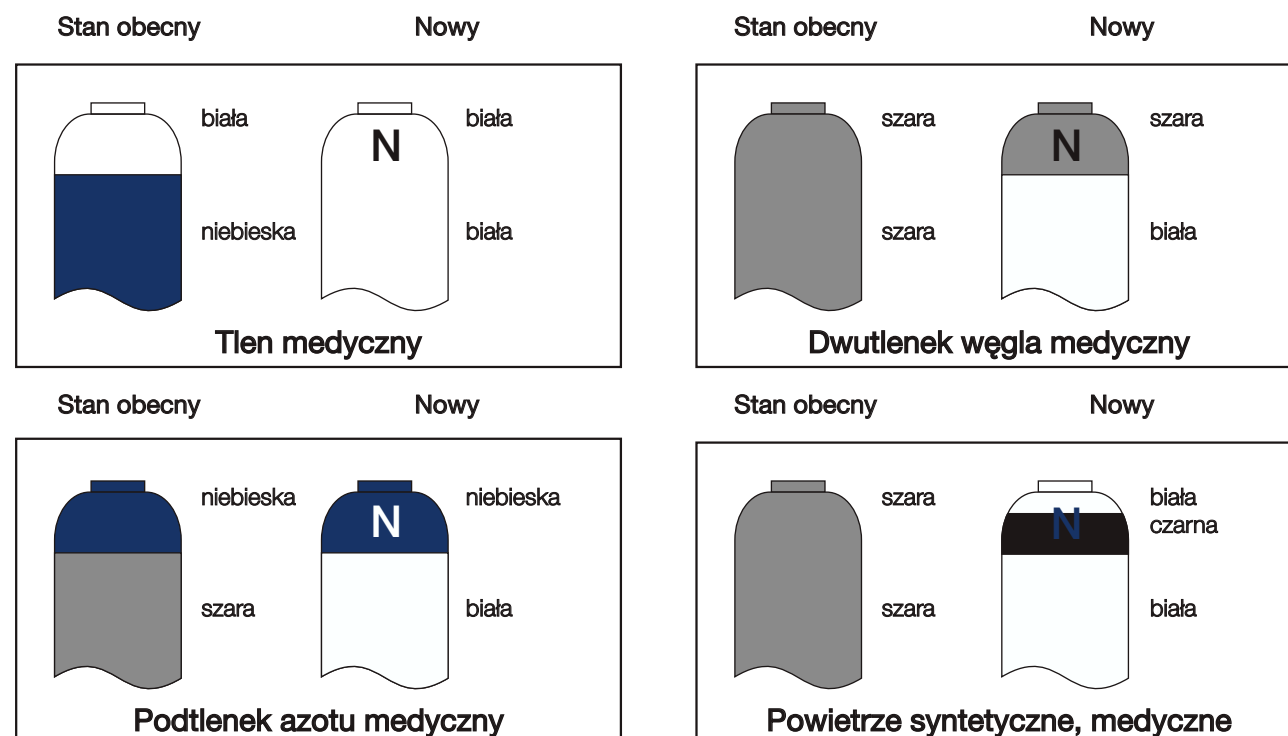 Stan obecny Nowy
biała biała
N
niebieska biała
Tlen medyczny
Stan obecny Nowy
szara szara
N
szara biała
Dwutlenek węgla medyczny
Stan obecny Nowy
niebieska niebieska
N
szara biała
Podtlenek azotu medyczny
Stan obecny Nowy
szara biała
N czarna
szara biała
Powietrze syntetyczne, medyczne